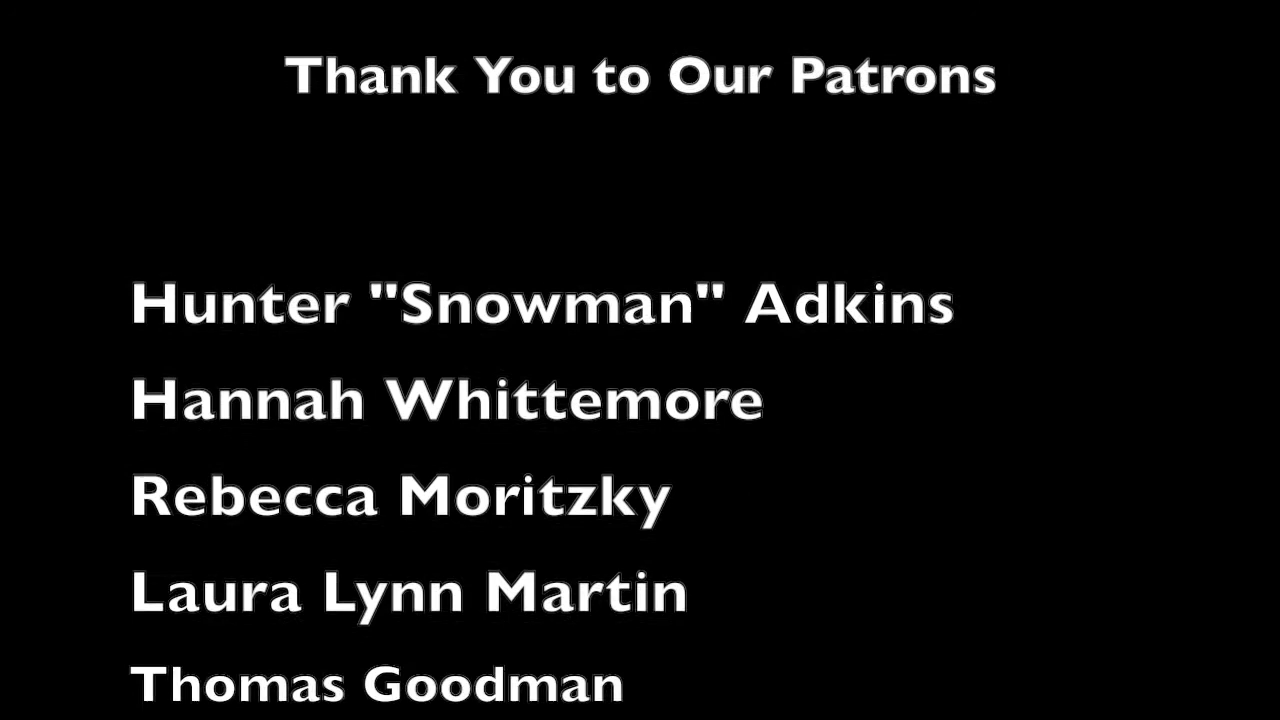 Thank You to Our Patrons
Hunter "Snowman" Adkins
Hannah Whittemore
Rebecca Moritzky
Laura Lynn Martin
Thomas Goodman